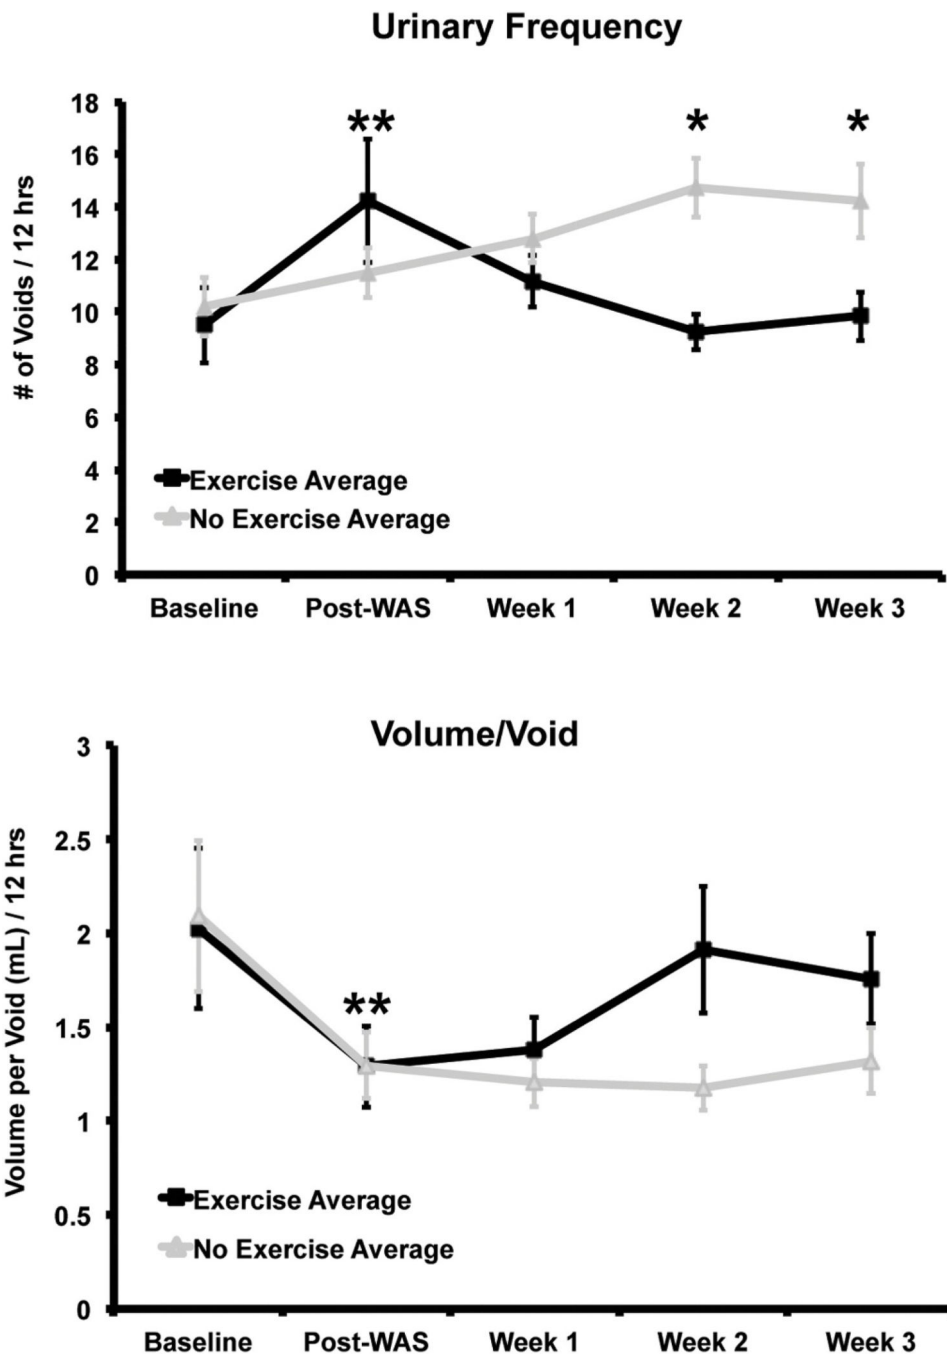 Urinary Frequency
# of Voids / 12 hrs
18
16
14
12
10
8
6
4
2
0
**
*
*
Exercise Average
No Exercise Average
Baseline Post-WAS Week 1 Week 2 Week 3
Volume/Void
Volume per Void (mL) / 12 hrs
3
2.5
2
1.5
1
0.5
0
**
Exercise Average
No Exercise Average
Baseline Post-WAS Week 1 Week 2 Week 3